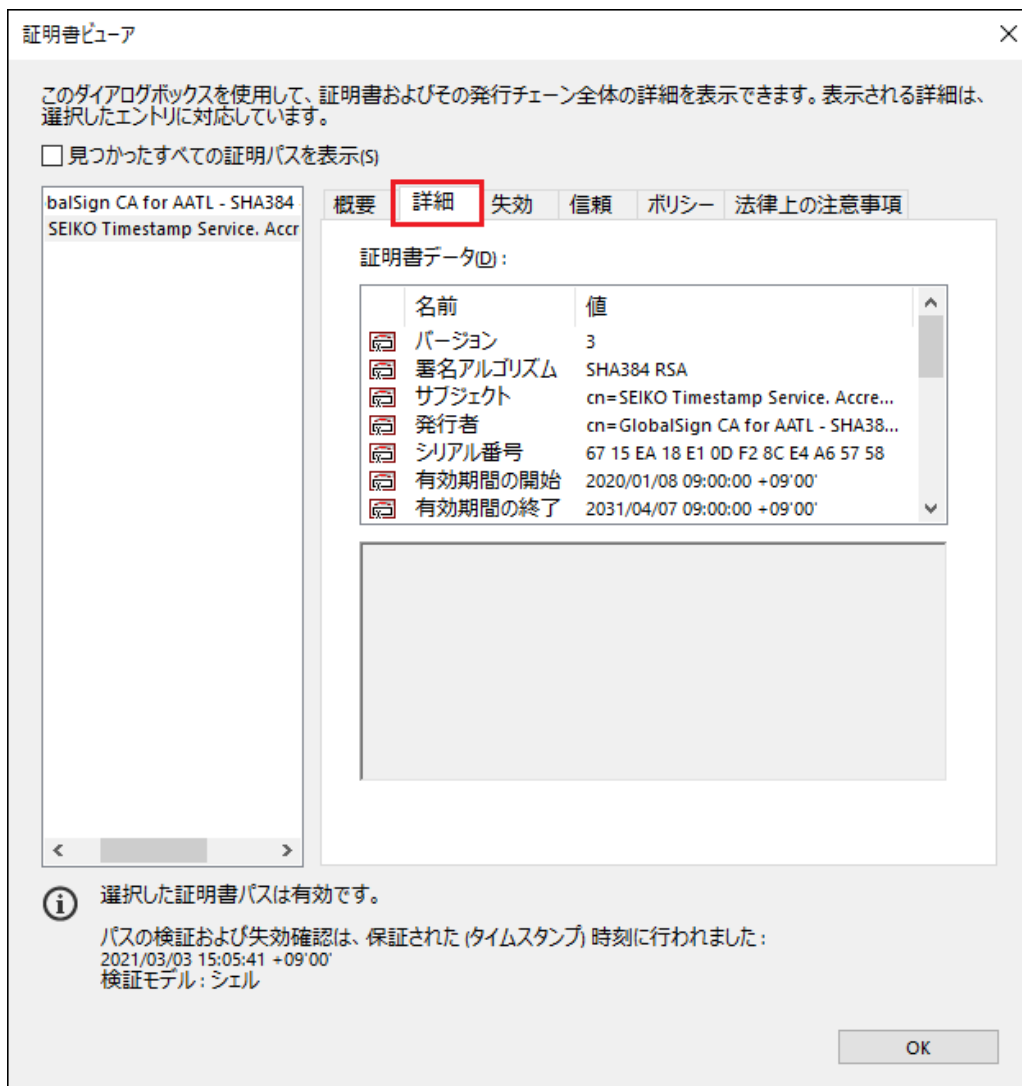 証明書ビューア
このダイアログボックスを使用して、証明書およびその発行チェーン全体の詳細を表示できます。表示される詳細は、
選択したエントリに対応しています。
見つかったすべての証明パスを表示(S)
balSign CA for AATL - SHA384
SEIKO Timestamp Service. Accr
概要 詳細 失効 信頼 ポリシー 法律上の注意事項
証明書データ(D) :
名前 値
バージョン 3
署名アルゴリズム SHA384 RSA
サブジェクト cn=SEIKO Timestamp Service. Accre...
発行者 cn=GlobalSign CA for AATL - SHA38...
シリアル番号 67 15 EA 18 E1 0D F2 8C E4 A6 57 58
有効期間の開始 2020/01/08 09:00:00 +09'00'
有効期間の終了 2031/04/07 09:00:00 +09'00'
選択した証明書パスは有効です。
パスの検証および失効確認は、保証された (タイムスタンプ) 時刻に行われました :
2021/03/03 15:05:41 +09'00'
検証モデル : シェル
OK